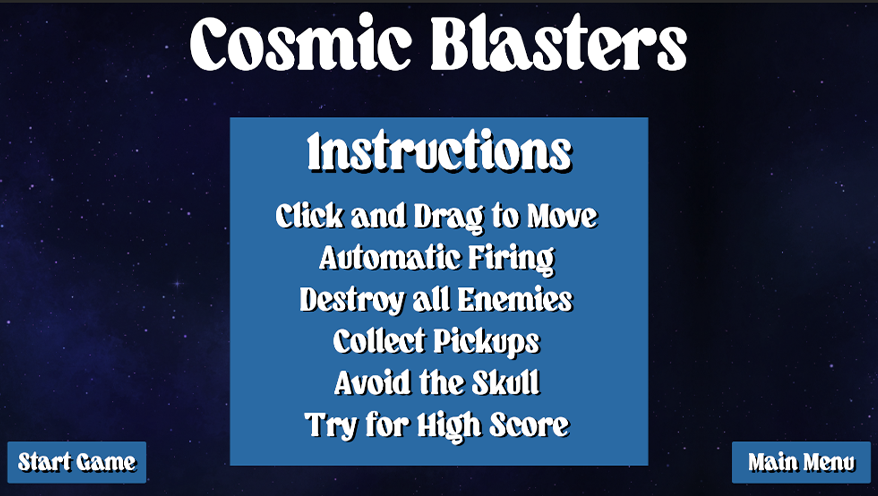 Cosmic Blasters
Instructions
Click and Drag to Move
Automatic Firing
Destroy all Enemies
Collect Pickups
Avoid the Skull
Try for High Score
Start Game
Main Menu